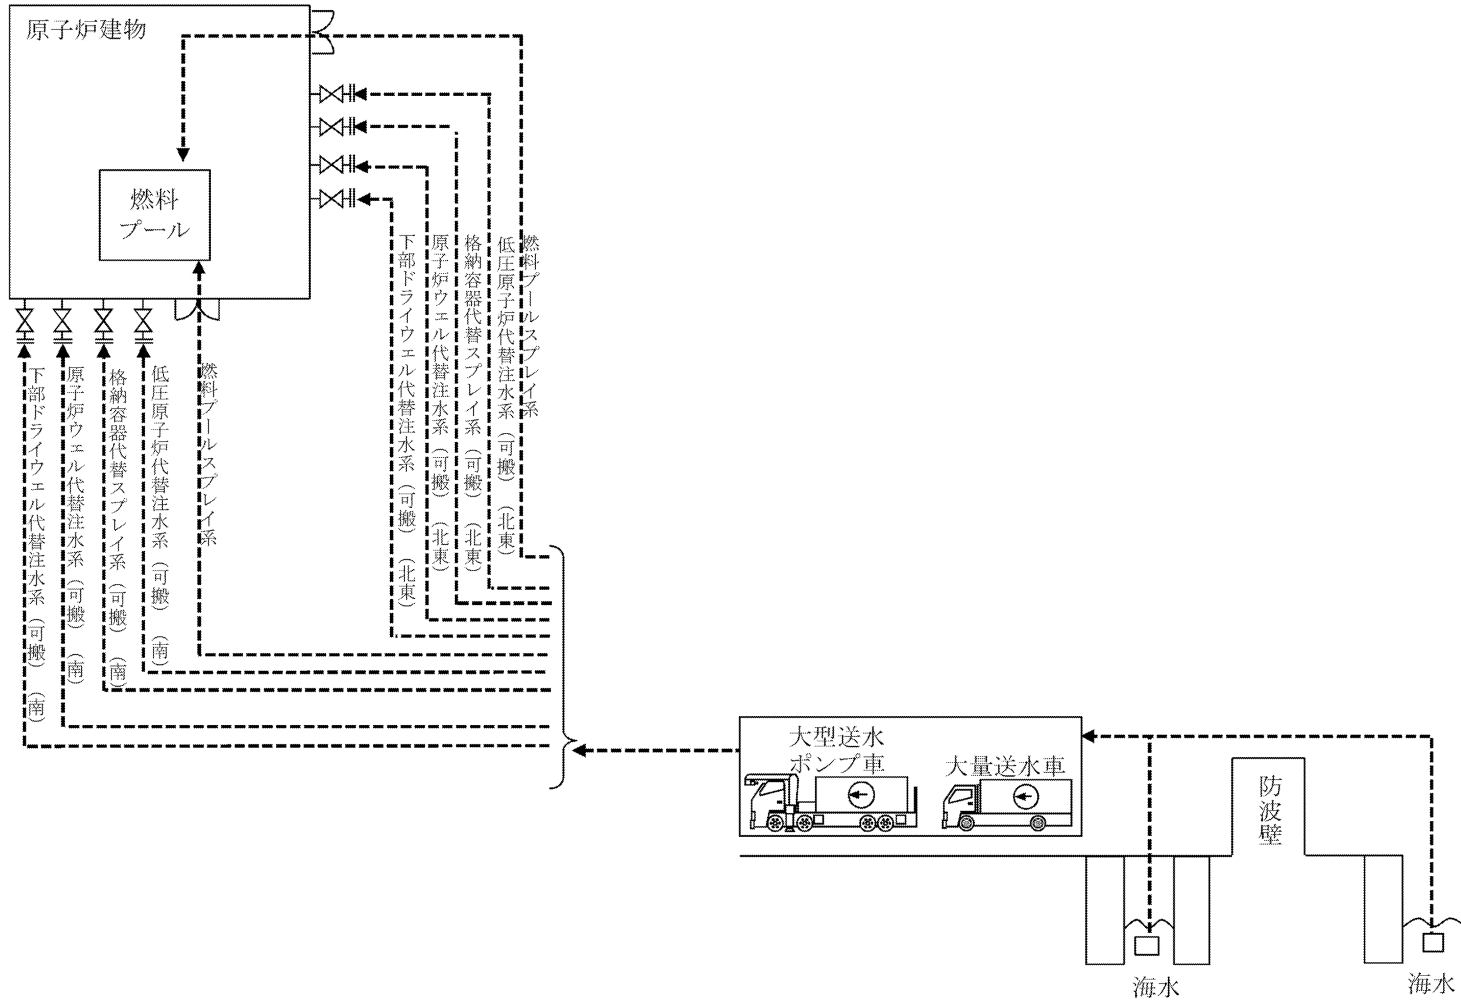 原子炉建物
燃料
プール
下部ドライウェル代替注水系（可搬）（北東）
原子炉ウェル代替注水系（可搬）（北東）
格納容器代替スプレイ系（可搬）（北東）
低圧原子炉代替注水系（可搬）（北東）
燃料プールスプレイ系
下部ドライウェル代替注水系（可搬）（南）
原子炉ウェル代替注水系（可搬）（南）
格納容器代替スプレイ系（可搬）（南）
低圧原子炉代替注水系（可搬）（南）
燃料プールスプレイ系
大型送水
ポンプ車
大量送水車
防波壁
海水
海水